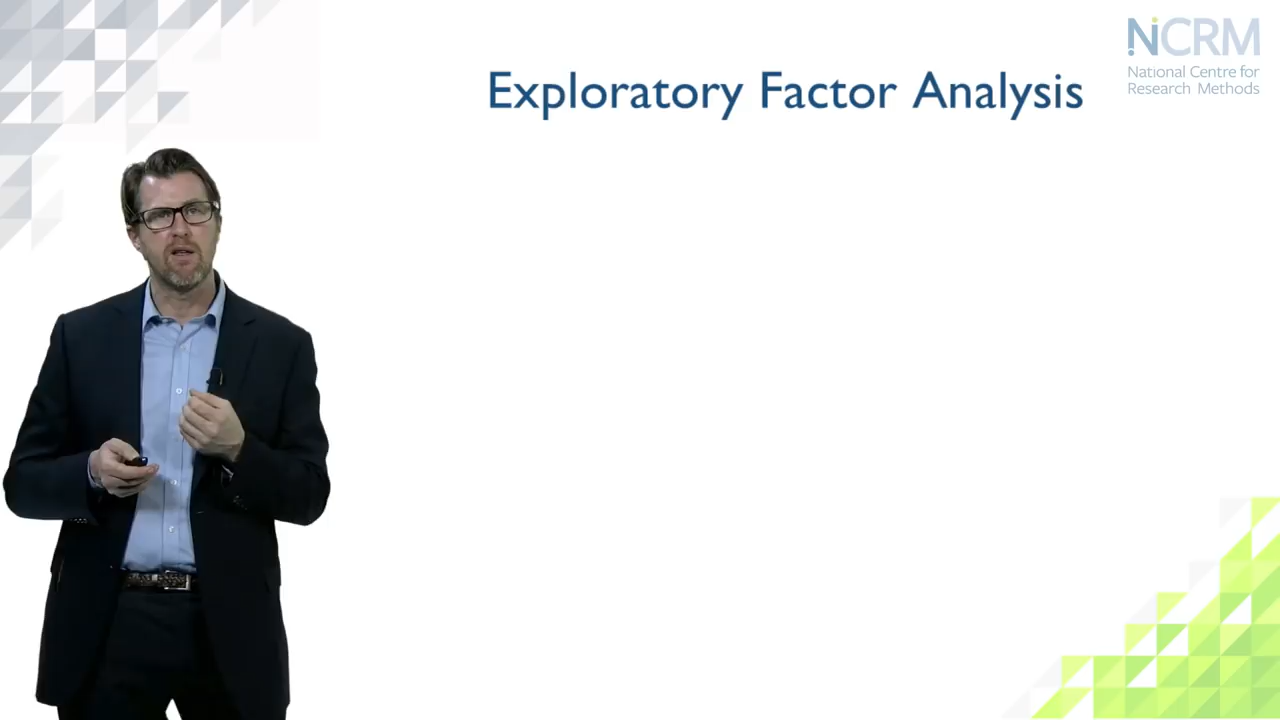 Exploratory Factor Analysis
NCRM
National Centre for
Research Methods